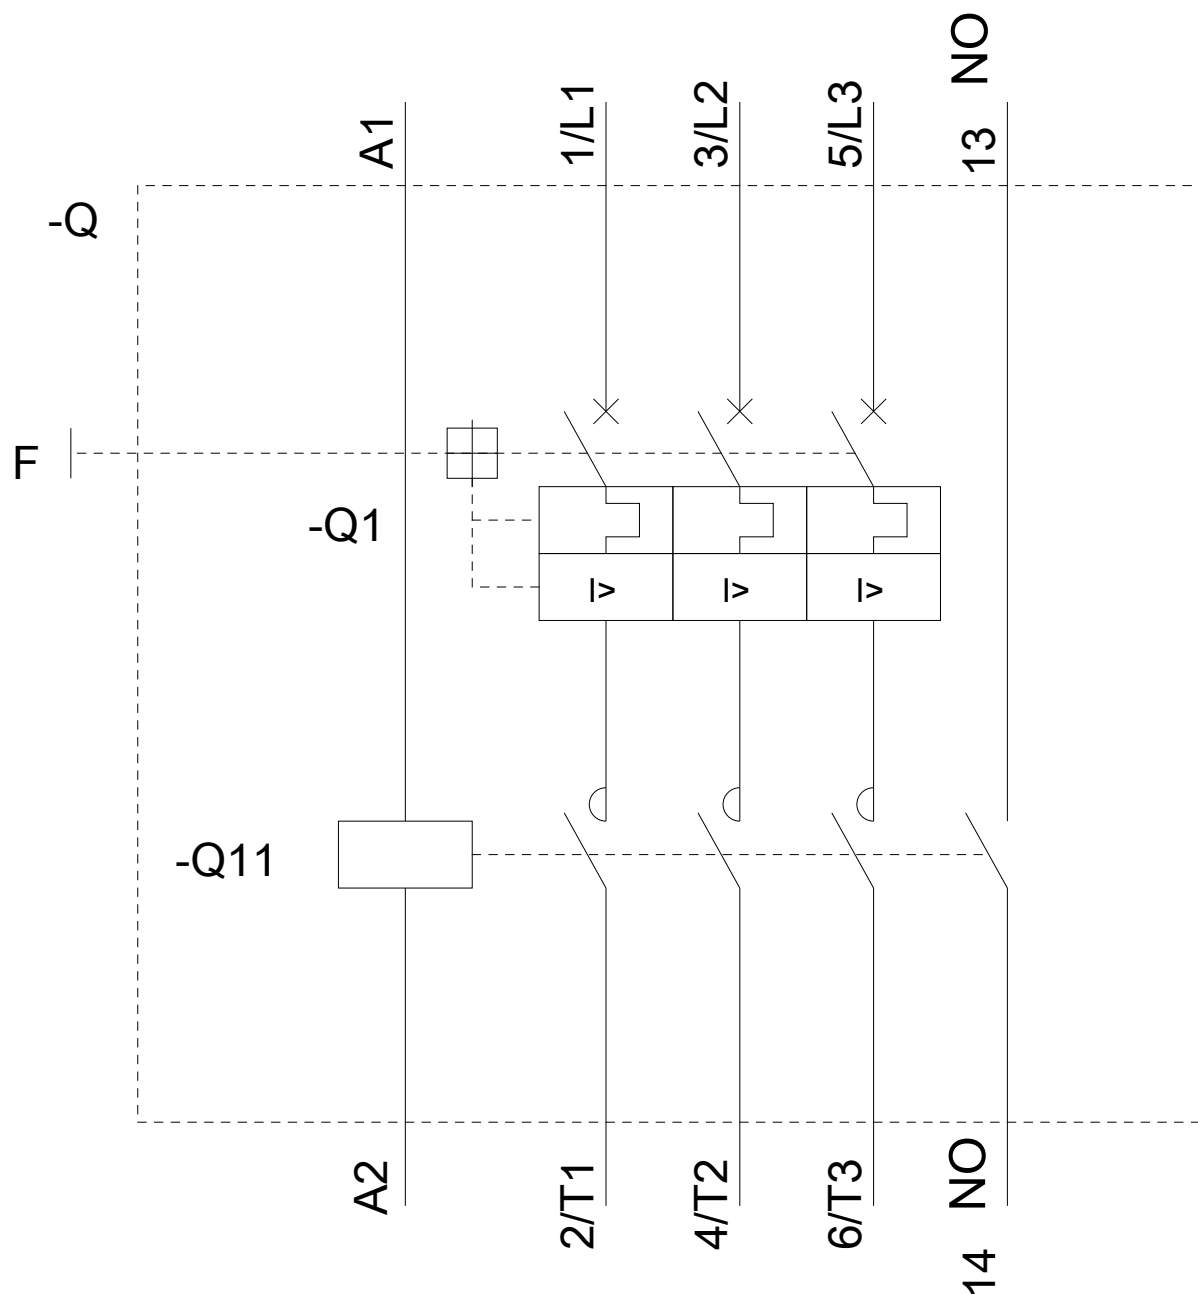 A1
1/L1
3/L2
5/L3
13 NO
-Q
F
-Q1
I> I> I>
-Q11
A2
2/T1
4/T2
6/T3
14 NO